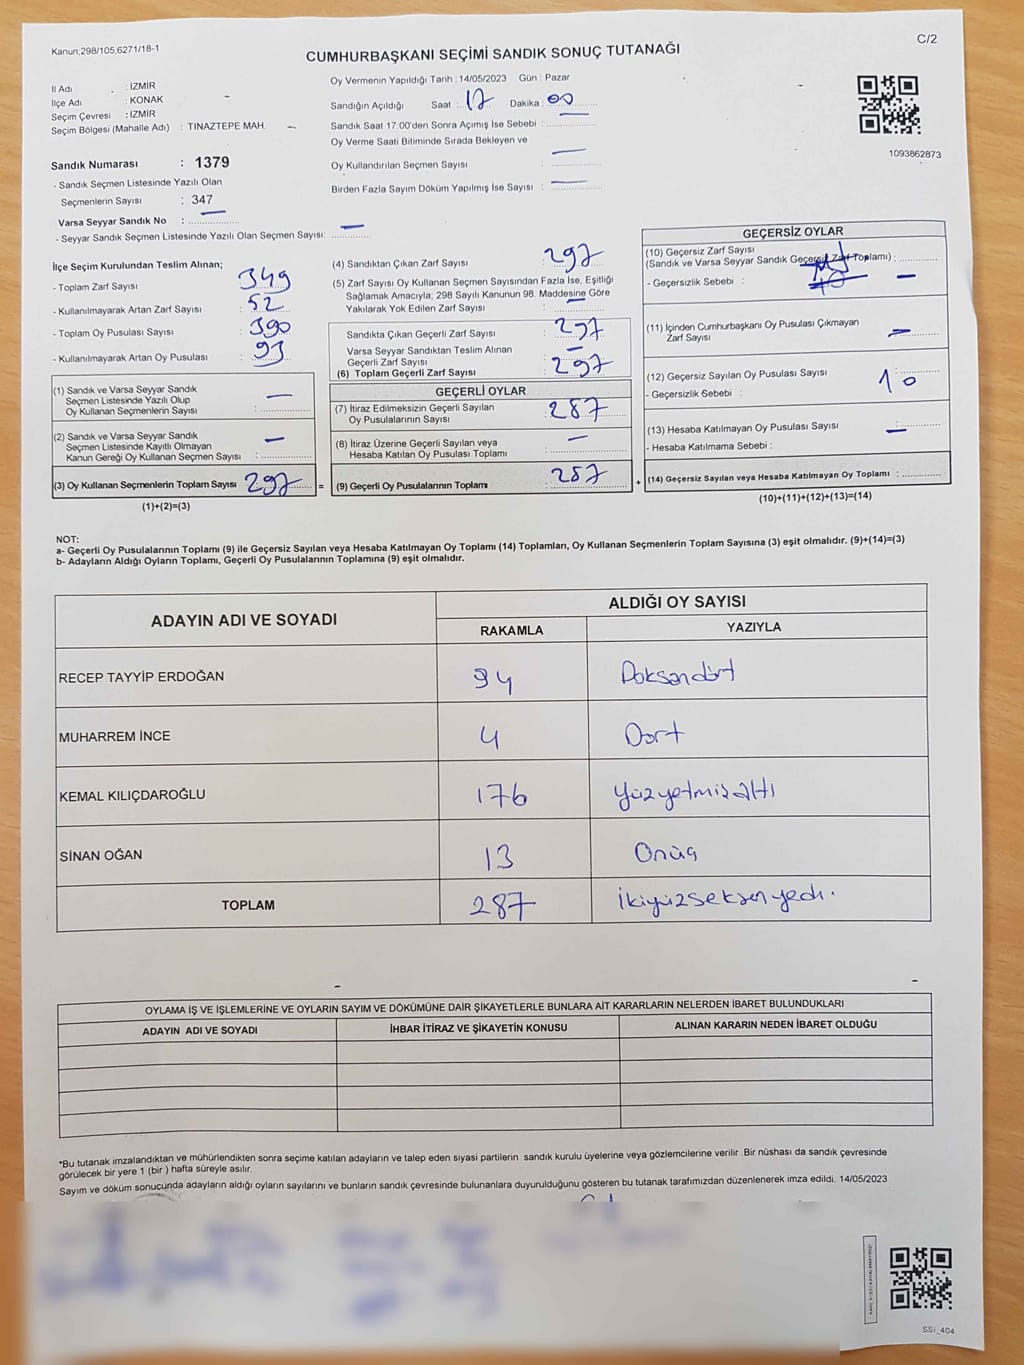 Kanun;298/105,6271/18-1
C/2
CUMHURBAŞKANI SEÇİMİ SANDIK SONUÇ TUTANAĞI
İl Adı : İZMİR
İlçe Adı : KONAK
Seçim Çevresi : İZMİR
Seçim Bölgesi (Mahalle Adı) : TINAZTEPE MAH.
Sandık Numarası : 1379
- Sandık Seçmen Listesinde Yazılı Olan
Seçmenlerin Sayısı : 347
Varsa Seyyar Sandık No : —
- Seyyar Sandık Seçmen Listesinde Yazılı Olan Seçmen Sayısı: —
Oy Vermenin Yapıldığı Tarih : 14/05/2023 Gün : Pazar
Sandığın Açıldığı Saat : 17 Dakika : 00
Sandık Saat 17:00'den Sonra Açımış İse Sebebi : —
Oy Verme Saati Bitiminde Sırada Bekleyen ve
Oy Kullandırılan Seçmen Sayısı : —
Birden Fazla Sayım Döküm Yapılmış İse Sayısı : —
1093862873
İlçe Seçim Kurulundan Teslim Alınan;
- Toplam Zarf Sayısı : 349
- Kullanılmayarak Artan Zarf Sayısı : 52
- Toplam Oy Pusulası Sayısı : 390
- Kullanılmayarak Artan Oy Pusulası : 93
(1) Sandık ve Varsa Seyyar Sandık
Seçmen Listesinde Yazılı Olup
Oy Kullanan Seçmenlerin Sayısı : —
(2) Sandık ve Varsa Seyyar Sandık
Seçmen Listesinde Kayıtlı Olmayan
Kanun Gereği Oy Kullanan Seçmen Sayısı : —
(3) Oy Kullanan Seçmenlerin Toplam Sayısı : 297
(1)+(2)=(3)
(4) Sandıktan Çıkan Zarf Sayısı : 297
(5) Zarf Sayısı Oy Kullanan Seçmen Sayısından Fazla İse, Eşitliği
Sağlamak Amacıyla; 298 Sayılı Kanunun 98. Maddesine Göre
Yakılarak Yok Edilen Zarf Sayısı : —
Sandıkta Çıkan Geçerli Zarf Sayısı : 297
Varsa Seyyar Sandıktan Teslim Alınan
Geçerli Zarf Sayısı : —
(6) Toplam Geçerli Zarf Sayısı : 297
GEÇERLİ OYLAR
(7) İtiraz Edilmeksizin Geçerli Sayılan
Oy Pusulalarının Sayısı : 287
(8) İtiraz Üzerine Geçerli Sayılan veya
Hesaba Katılan Oy Pusulası Toplamı : —
= (9) Geçerli Oy Pusulalarının Toplamı : 287
GEÇERSİZ OYLAR
(10) Geçersiz Zarf Sayısı
(Sandık ve Varsa Seyyar Sandık Geçersiz Zarf Toplamı) :
- Geçersizlik Sebebi : —
(11) İçinden Cumhurbaşkanı Oy Pusulası Çıkmayan
Zarf Sayısı : —
(12) Geçersiz Sayılan Oy Pusulası Sayısı : 10
- Geçersizlik Sebebi :
(13) Hesaba Katılmayan Oy Pusulası Sayısı : —
- Hesaba Katılmama Sebebi :
+ (14) Geçersiz Sayılan veya Hesaba Katılmayan Oy Toplamı :
(10)+(11)+(12)+(13)=(14)
NOT:
a- Geçerli Oy Pusulalarının Toplamı (9) ile Geçersiz Sayılan veya Hesaba Katılmayan Oy Toplamı (14) Toplamları, Oy Kullanan Seçmenlerin Toplam Sayısına (3) eşit olmalıdır. (9)+(14)=(3)
b- Adayların Aldığı Oyların Toplamı, Geçerli Oy Pusulalarının Toplamına (9) eşit olmalıdır.
ADAYIN ADI VE SOYADI
ALDIĞI OY SAYISI
RAKAMLA YAZIYLA
RECEP TAYYİP ERDOĞAN 94 Doksandört
MUHARREM İNCE 4 Dört
KEMAL KILIÇDAROĞLU 176 Yüzyetmişaltı
SİNAN OĞAN 13 Onüç
TOPLAM 287 İkiyüzseksenyedi.
OYLAMA İŞ VE İŞLEMLERİNE VE OYLARIN SAYIM VE DÖKÜMÜNE DAİR ŞİKAYETLERLE BUNLARA AİT KARARLARIN NELERDEN İBARET BULUNDUKLARI
ADAYIN ADI VE SOYADI İHBAR İTİRAZ VE ŞİKAYETİN KONUSU ALINAN KARARIN NEDEN İBARET OLDUĞU
*Bu tutanak imzalandıktan ve mühürlendikten sonra seçime katılan adayların ve talep eden siyasi partilerin sandık kurulu üyelerine veya gözlemcilerine verilir .Bir nüshası da sandık çevresinde
görülecek bir yere 1 (bir ) hafta süreyle asılır.
Sayım ve döküm sonucunda adayların aldığı oyların sayılarını ve bunların sandık çevresinde bulunanlara duyurulduğunu gösteren bu tutanak tarafımızdan düzenlenerek imza edildi. 14/05/2023
SSİ_404